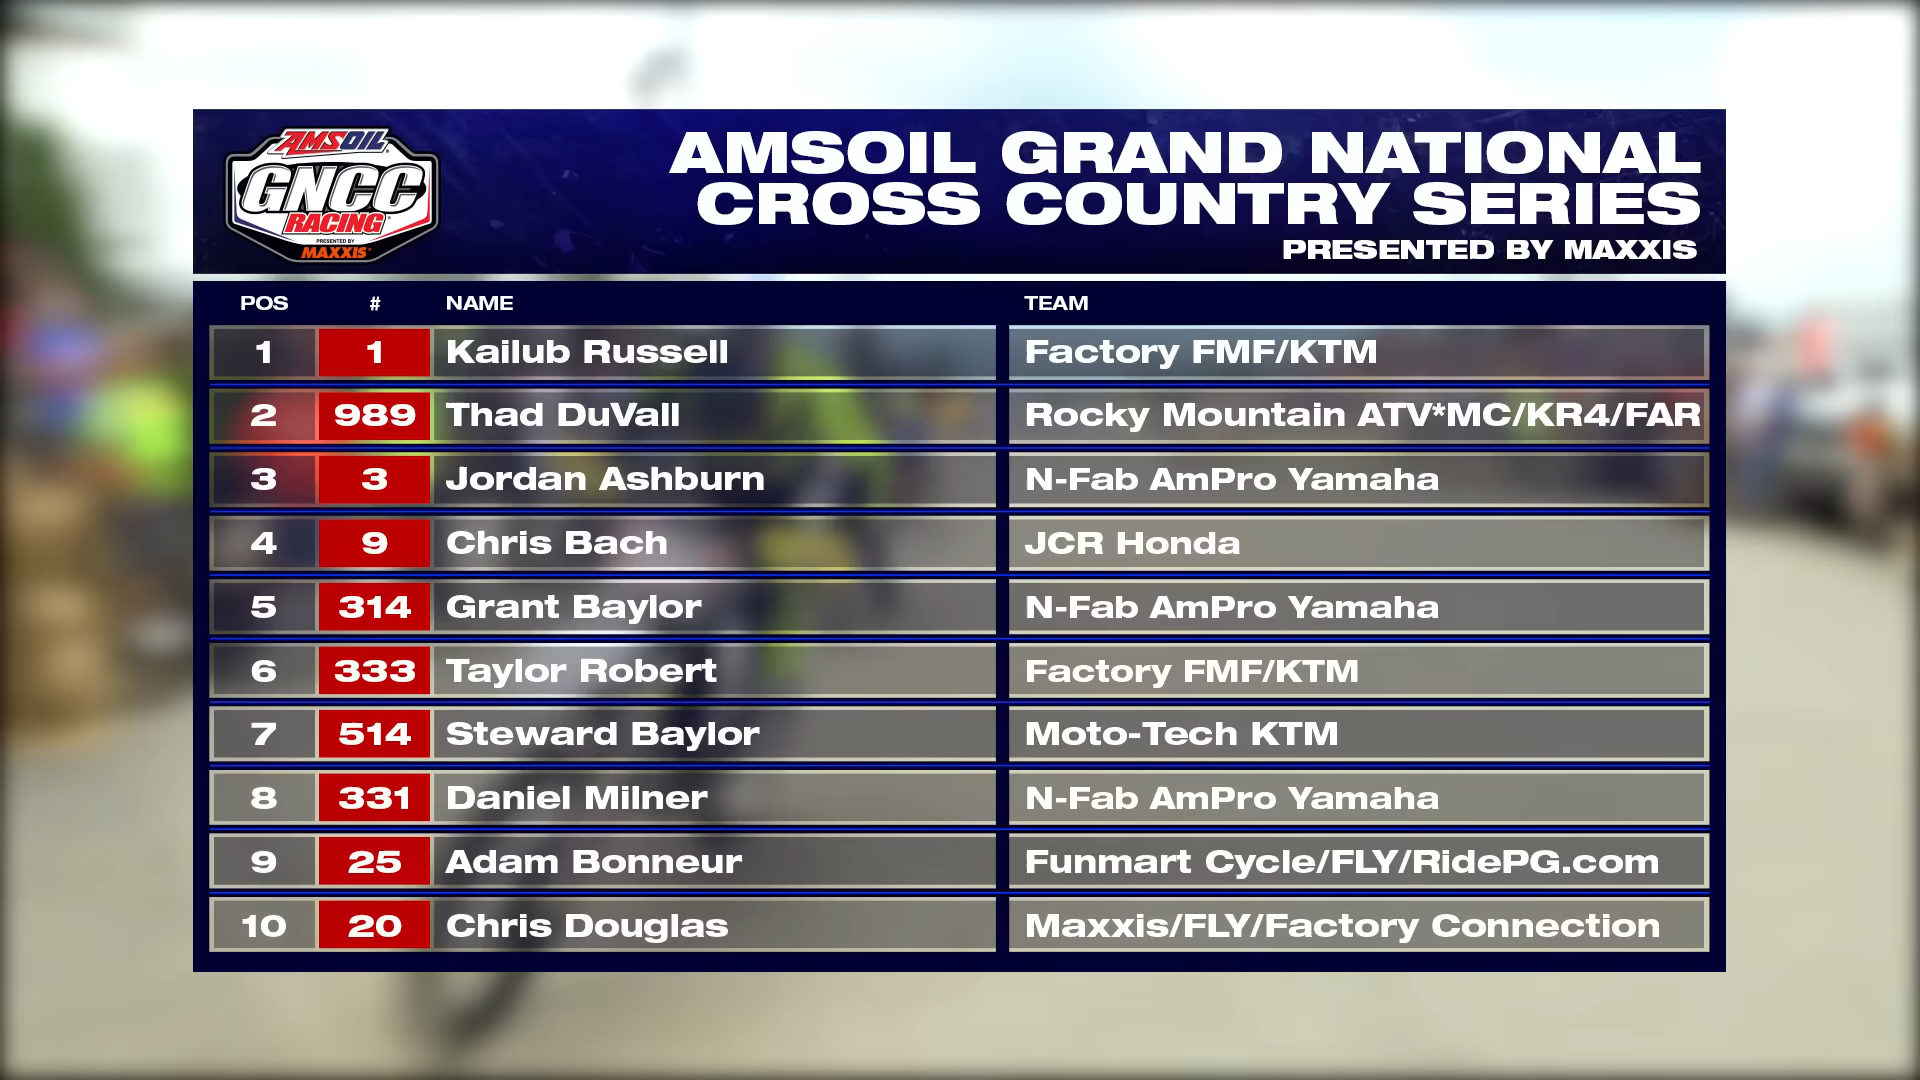 AMSOIL
GNCC
RACING
PRESENTED BY
MAXXIS
AMSOIL GRAND NATIONAL
CROSS COUNTRY SERIES
PRESENTED BY MAXXIS
POS # NAME TEAM
1 1 Kailub Russell Factory FMF/KTM
2 989 Thad DuVall Rocky Mountain ATV*MC/KR4/FAR
3 3 Jordan Ashburn N-Fab AmPro Yamaha
4 9 Chris Bach JCR Honda
5 314 Grant Baylor N-Fab AmPro Yamaha
6 333 Taylor Robert Factory FMF/KTM
7 514 Steward Baylor Moto-Tech KTM
8 331 Daniel Milner N-Fab AmPro Yamaha
9 25 Adam Bonneur Funmart Cycle/FLY/RidePG.com
10 20 Chris Douglas Maxxis/FLY/Factory Connection